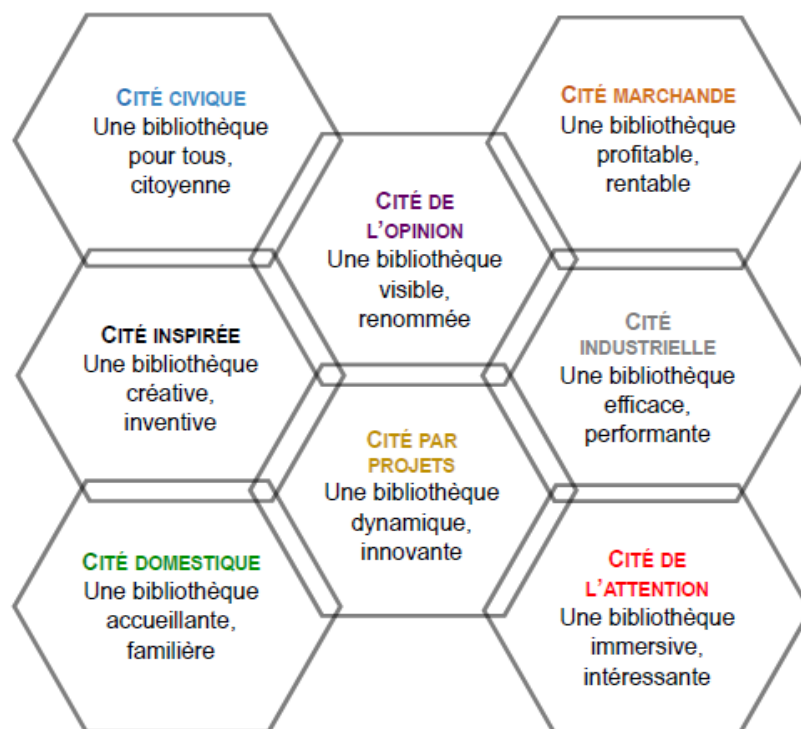 CITÉ CIVIQUE
Une bibliothèque
pour tous,
citoyenne
CITÉ MARCHANDE
Une bibliothèque
profitable,
rentable
CITÉ DE
L’OPINION
Une bibliothèque
visible,
renommée
CITÉ INSPIRÉE
Une bibliothèque
créative,
inventive
CITÉ
INDUSTRIELLE
Une bibliothèque
efficace,
performante
CITÉ PAR
PROJETS
Une bibliothèque
dynamique,
innovante
CITÉ DOMESTIQUE
Une bibliothèque
accueillante,
familière
CITÉ DE
L’ATTENTION
Une bibliothèque
immersive,
intéressante